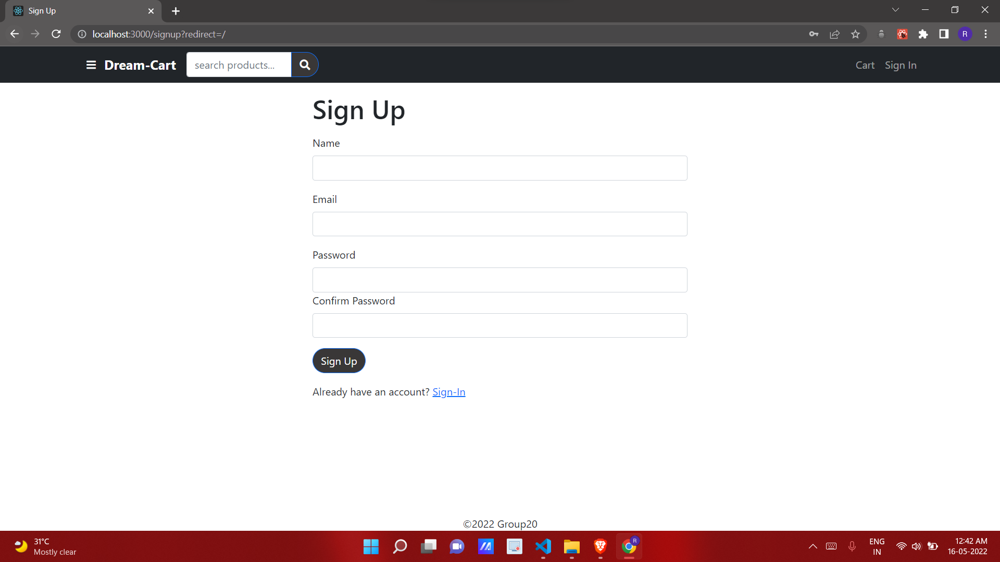 Sign Up
localhost:3000/signup?redirect=/
R
Dream-Cart
search products...
Cart
Sign In
Sign Up
Name
Email
Password
Confirm Password
Sign Up
Already have an account? Sign-In
©2022 Group20
31°C
Mostly clear
R
ENG
IN
12:42 AM
16-05-2022